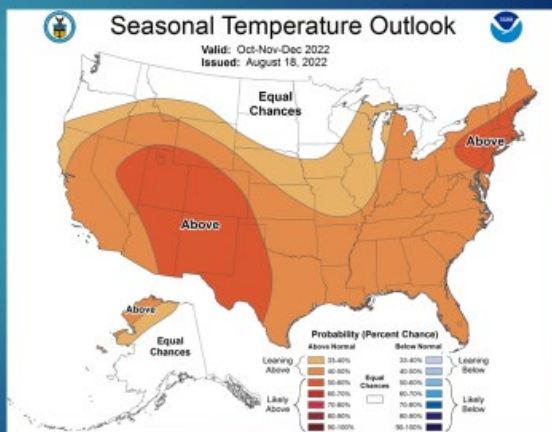 Seasonal Temperature Outlook
Valid: Oct-Nov-Dec 2022
Issued: August 18, 2022
Equal
Chances
Above
Above
Above
Equal
Chances
Probability (Percent Chance)
Above Normal
Below Normal
Leaning
Above
33-40%
40-50%
Likely
Above
50-60%
60-70%
70-80%
80-90%
90-100%
Equal
Chances
33-40%
40-50%
Leaning
Below
50-60%
60-70%
70-80%
80-90%
90-100%
Likely
Below